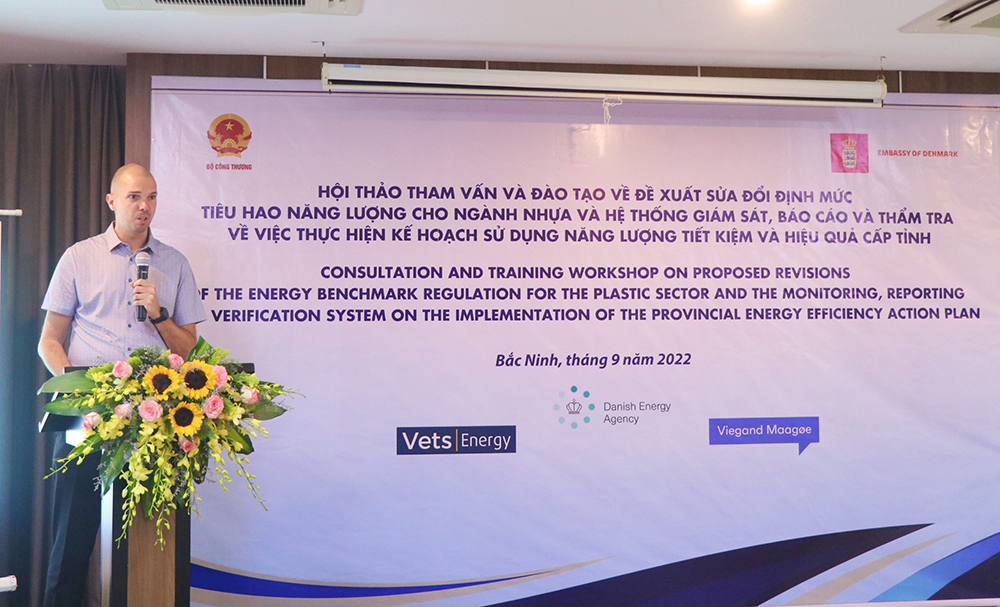 BỘ CÔNG THƯƠNG
EMBASSY OF DENMARK
HỘI THẢO THAM VẤN VÀ ĐÀO TẠO VỀ ĐỀ XUẤT SỬA ĐỔI ĐỊNH MỨC
TIÊU HAO NĂNG LƯỢNG CHO NGÀNH NHỰA VÀ HỆ THỐNG GIÁM SÁT, BÁO CÁO VÀ THẨM TRA
VỀ VIỆC THỰC HIỆN KẾ HOẠCH SỬ DỤNG NĂNG LƯỢNG TIẾT KIỆM VÀ HIỆU QUẢ CẤP TỈNH
CONSULTATION AND TRAINING WORKSHOP ON PROPOSED REVISIONS
OF THE ENERGY BENCHMARK REGULATION FOR THE PLASTIC SECTOR AND THE MONITORING, REPORTING
VERIFICATION SYSTEM ON THE IMPLEMENTATION OF THE PROVINCIAL ENERGY EFFICIENCY ACTION PLAN
Bắc Ninh, tháng 9 năm 2022
Danish Energy
Agency
Vets Energy
Viegand Maagøe